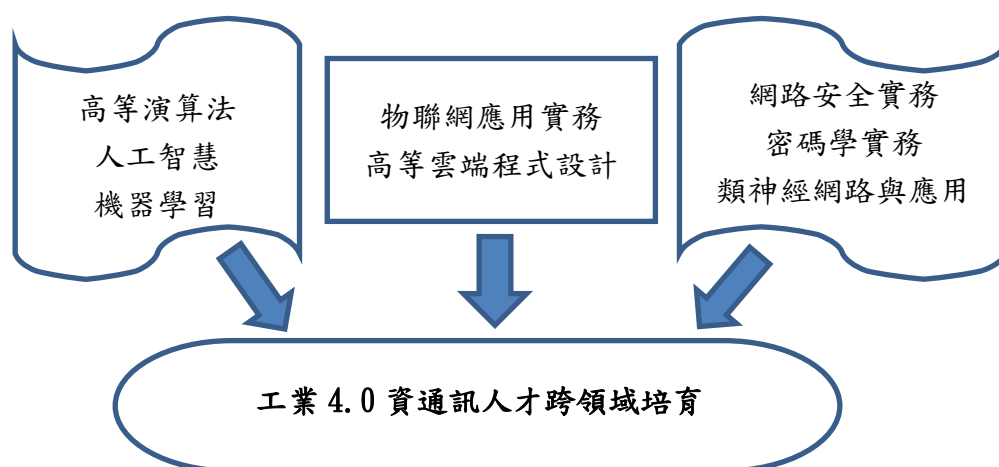 高等演算法
人工智慧
機器學習
物聯網應用實務
高等雲端程式設計
網路安全實務
密碼學實務
類神經網路與應用
工業 4.0 資通訊人才跨領域培育